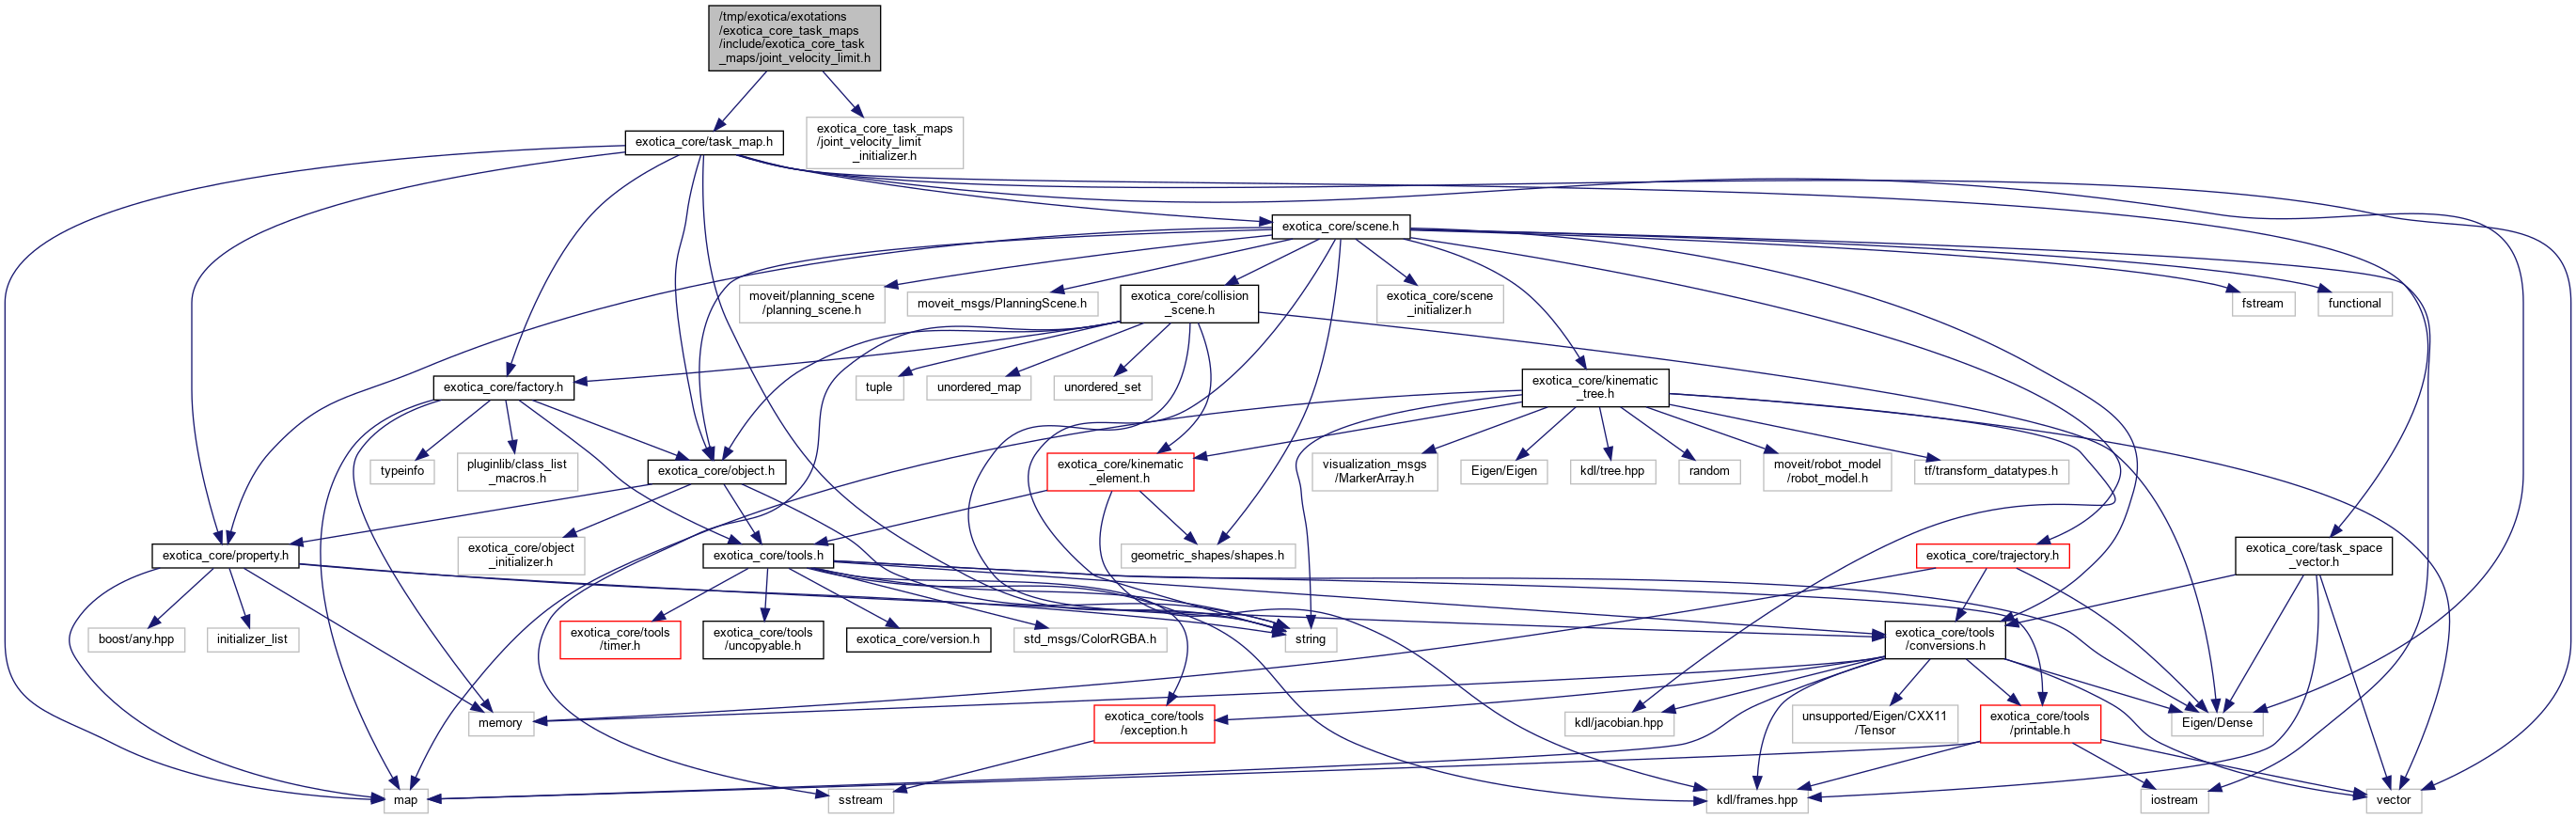 /tmp/exotica/exotations
/exotica_core_task_maps
/include/exotica_core_task
_maps/joint_velocity_limit.h
exotica_core/task_map.h
exotica_core_task_maps
/joint_velocity_limit
_initializer.h
exotica_core/scene.h
moveit/planning_scene
/planning_scene.h
moveit_msgs/PlanningScene.h
exotica_core/collision
_scene.h
exotica_core/scene
_initializer.h
fstream
functional
exotica_core/factory.h
tuple
unordered_map
unordered_set
exotica_core/kinematic
_tree.h
typeinfo
pluginlib/class_list
_macros.h
exotica_core/object.h
exotica_core/kinematic
_element.h
visualization_msgs
/MarkerArray.h
Eigen/Eigen
kdl/tree.hpp
random
moveit/robot_model
/robot_model.h
tf/transform_datatypes.h
exotica_core/property.h
exotica_core/object
_initializer.h
exotica_core/tools.h
geometric_shapes/shapes.h
exotica_core/trajectory.h
exotica_core/task_space
_vector.h
boost/any.hpp
initializer_list
exotica_core/tools
/timer.h
exotica_core/tools
/uncopyable.h
exotica_core/version.h
std_msgs/ColorRGBA.h
string
exotica_core/tools
/conversions.h
memory
exotica_core/tools
/exception.h
kdl/jacobian.hpp
unsupported/Eigen/CXX11
/Tensor
exotica_core/tools
/printable.h
Eigen/Dense
map
sstream
kdl/frames.hpp
iostream
vector